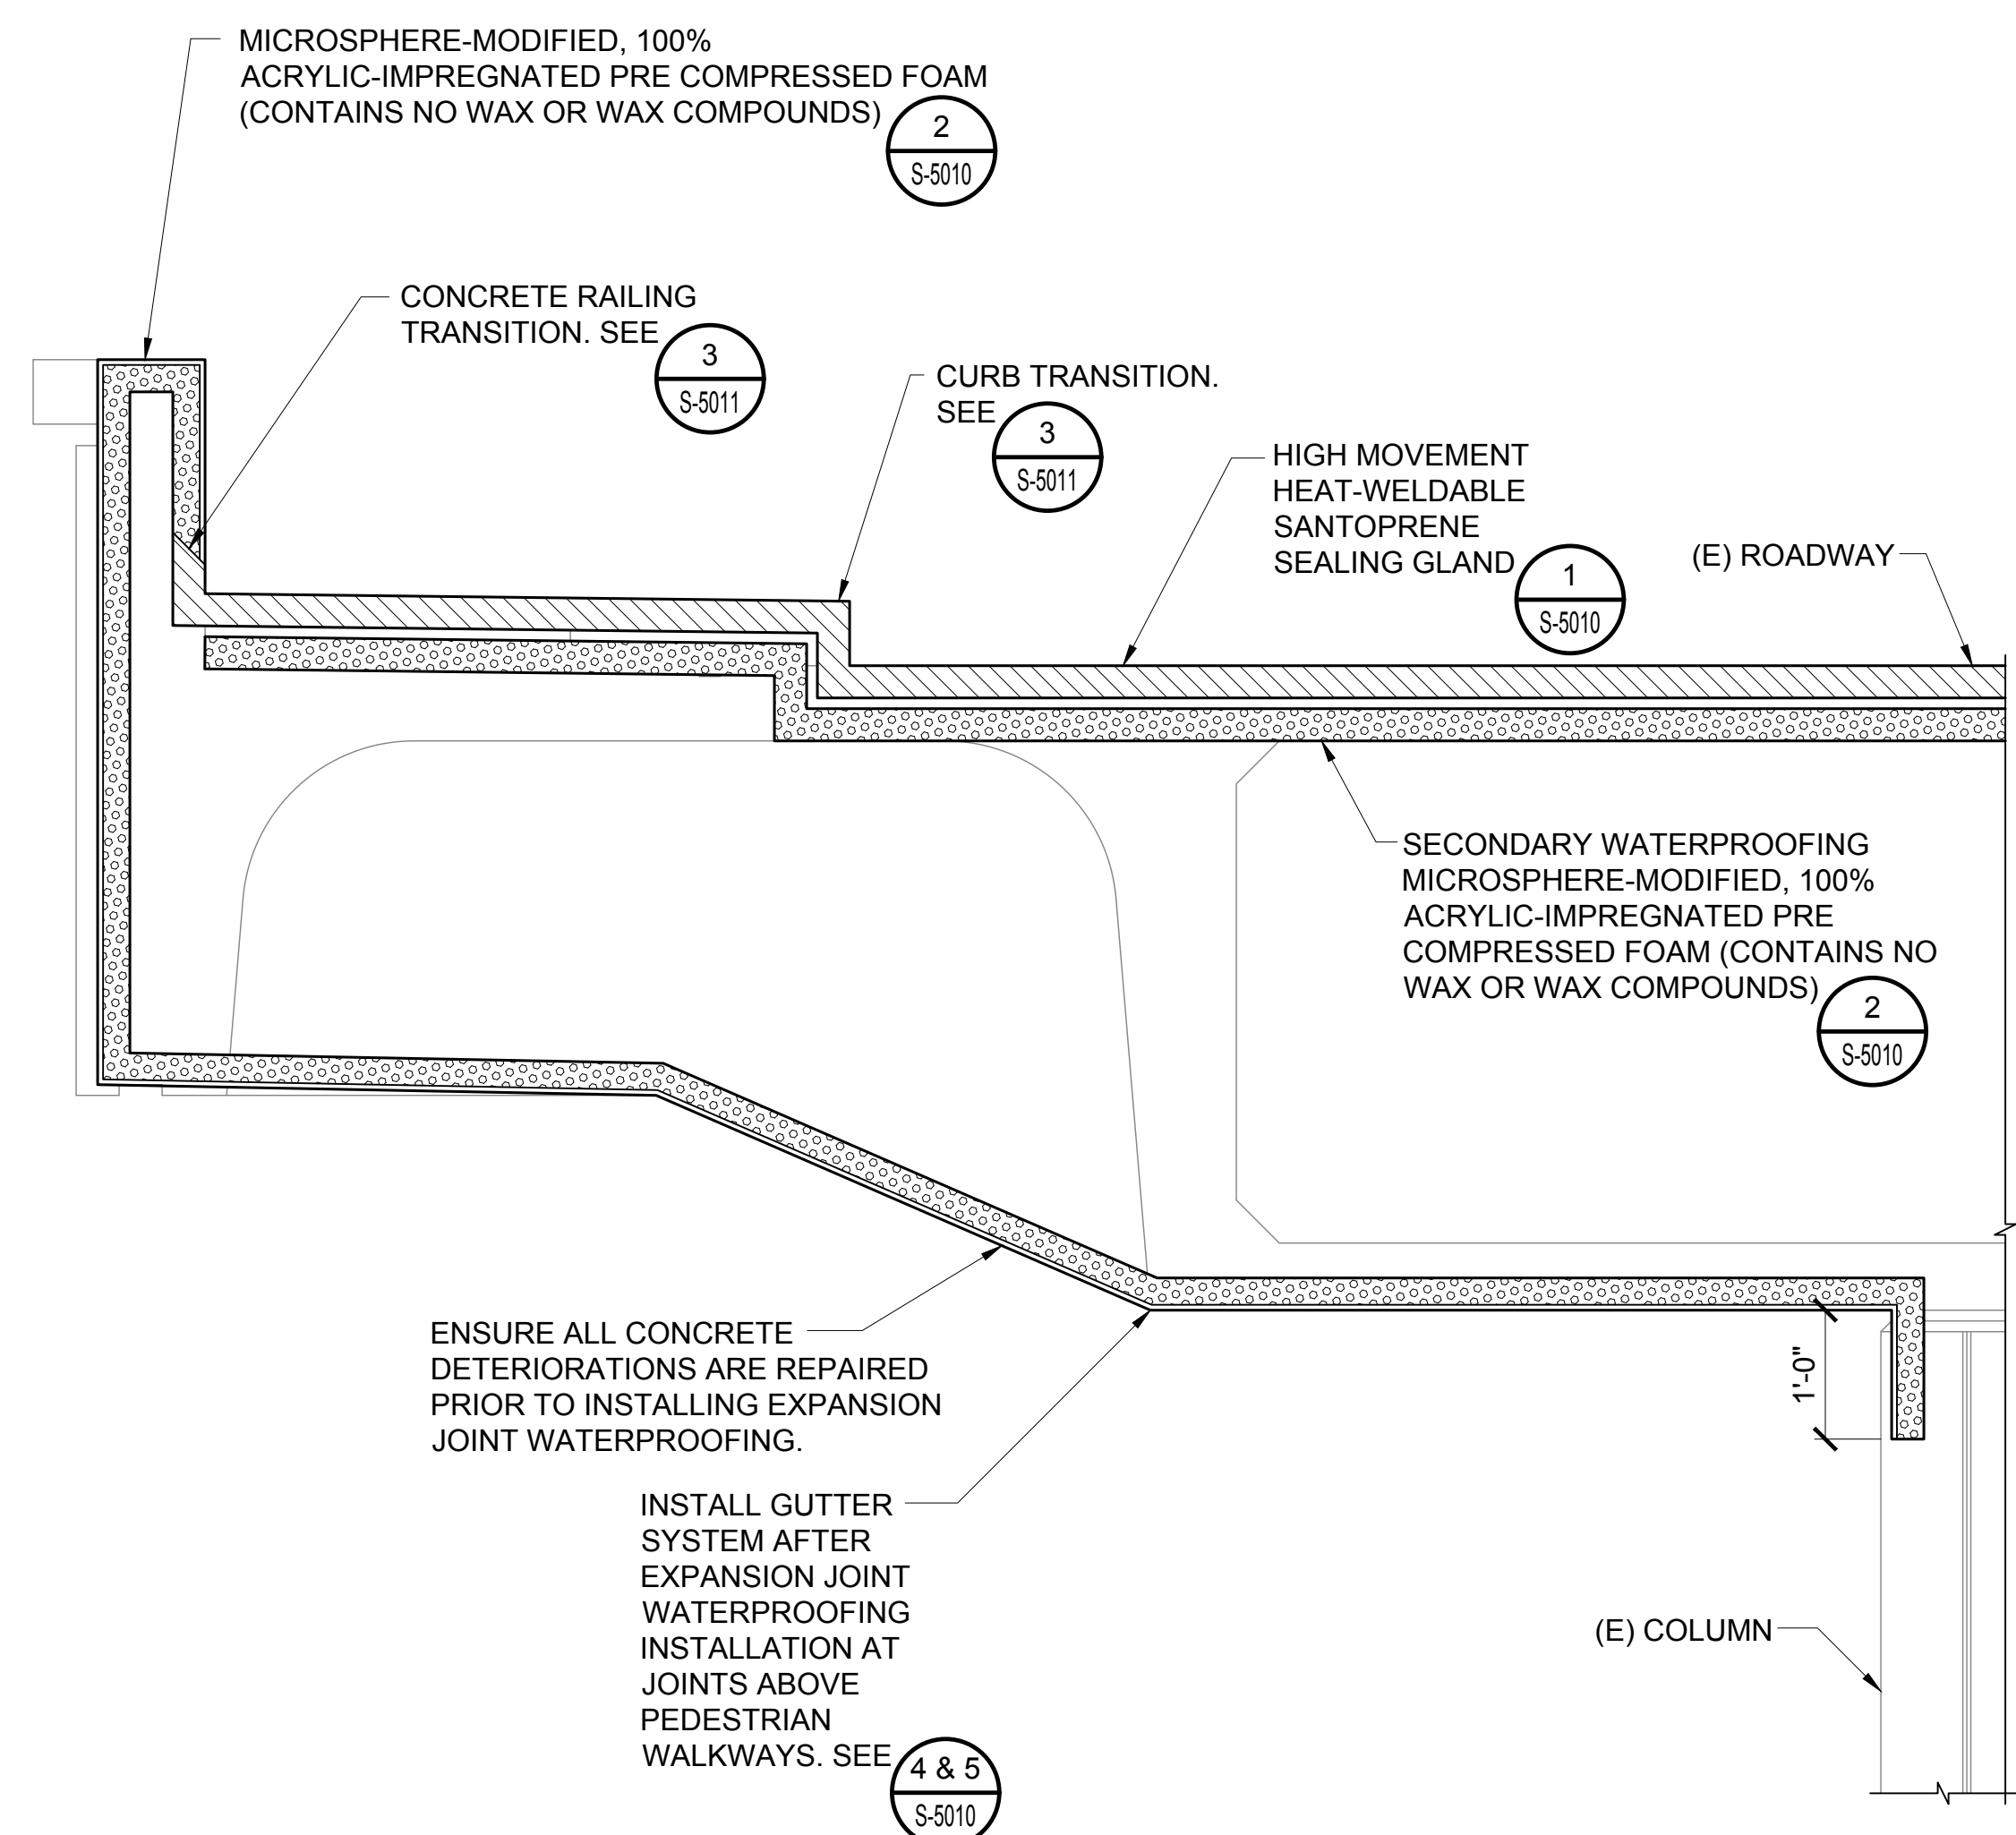 MICROSPHERE-MODIFIED, 100%
ACRYLIC-IMPREGNATED PRE COMPRESSED FOAM
(CONTAINS NO WAX OR WAX COMPOUNDS)
2
S-5010
CONCRETE RAILING
TRANSITION. SEE
3
S-5011
CURB TRANSITION.
SEE
3
S-5011
HIGH MOVEMENT
HEAT-WELDABLE
SANTOPRENE
SEALING GLAND
1
S-5010
(E) ROADWAY
SECONDARY WATERPROOFING
MICROSPHERE-MODIFIED, 100%
ACRYLIC-IMPREGNATED PRE
COMPRESSED FOAM (CONTAINS NO
WAX OR WAX COMPOUNDS)
2
S-5010
ENSURE ALL CONCRETE
DETERIORATIONS ARE REPAIRED
PRIOR TO INSTALLING EXPANSION
JOINT WATERPROOFING.
1'-0"
INSTALL GUTTER
SYSTEM AFTER
EXPANSION JOINT
WATERPROOFING
INSTALLATION AT
JOINTS ABOVE
PEDESTRIAN
WALKWAYS. SEE
4 & 5
S-5010
(E) COLUMN